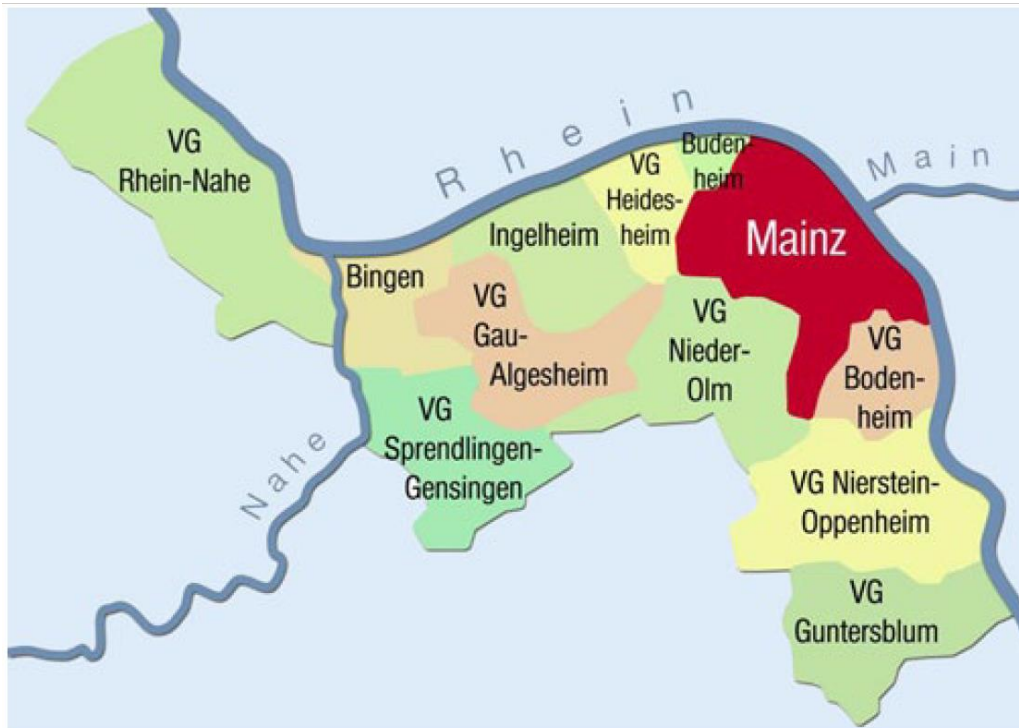 Rhein
Main
Nahe
VG
Rhein-Nahe
Bingen
Ingelheim
VG
Heides-
heim
Buden-
heim
Mainz
VG
Gau-
Algesheim
VG
Nieder-
Olm
VG
Boden-
heim
VG
Sprendlingen-
Gensingen
VG Nierstein-
Oppenheim
VG
Guntersblum